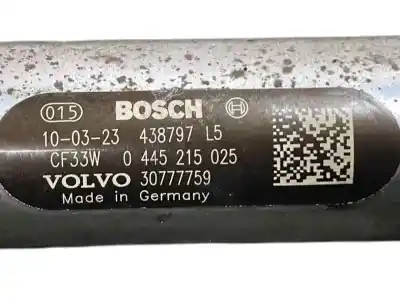 015 BOSCH
10-03-23 438797 L5
CF33W 0 445 215 025
VOLVO 30777759
Made in Germany